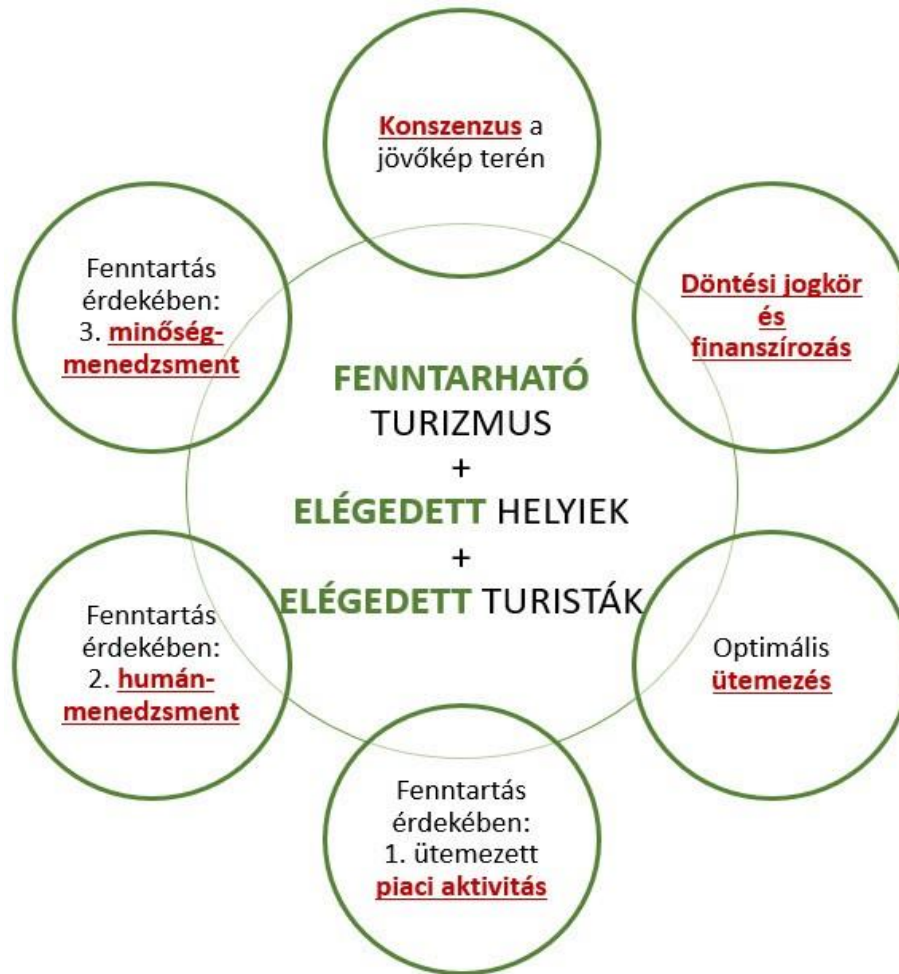 Konszenzus a
jövőkép terén
Döntési jogkör
és
finanszírozás
Optimális
ütemezés
Fenntartás
érdekében:
1. ütemezett
piaci aktivitás
Fenntartás
érdekében:
2. humán-
menedzsment
Fenntartás
érdekében:
3. minőség-
menedzsment
FENNTARHATÓ
TURIZMUS
+
ELÉGEDETT HELYIEK
+
ELÉGEDETT TURISTÁK